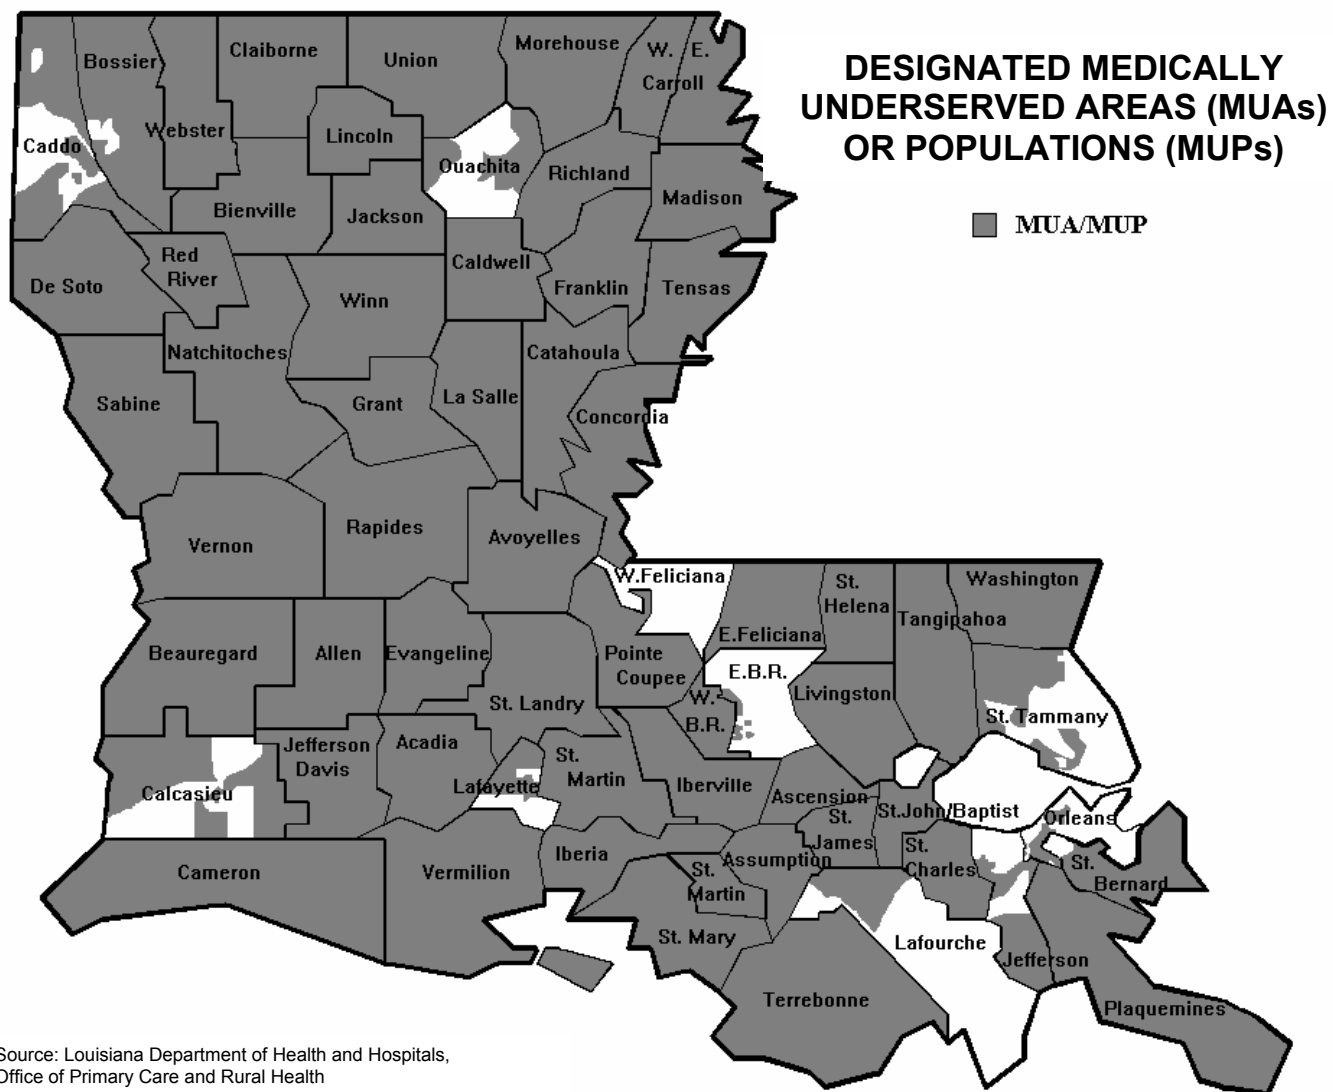 DESIGNATED MEDICALLY
UNDERSERVED AREAS (MUAs)
OR POPULATIONS (MUPs)
MUA/MUP
Bossier
Claiborne
Union
Morehouse
W. E.
Carroll
Caddo
Webster
Lincoln
Ouachita
Richland
Madison
Bienville
Jackson
Red
River
De Soto
Caldwell
Franklin
Tensas
Winn
Natchitoches
Catahoula
Sabine
Grant
La Salle
Concordia
Vernon
Rapides
Avoyelles
W.Feliciana
St.
Helena
Washington
Tangipahoa
E.Feliciana
Beauregard
Allen
Evangeline
Pointe
Coupee
E.B.R.
Livingston
W.
B.R.
St. Landry
St. Tammany
Jefferson
Davis
Acadia
St.
Martin
Calcasieu
Lafayette
Iberville
Ascension
St.John/Baptist
Orleans
St.
James
St.
Charles
Iberia
Assumption
St.
Bernard
Cameron
Vermilion
St.
Martin
St. Mary
Lafourche
Jefferson
Terrebonne
Plaquemines
Source: Louisiana Department of Health and Hospitals,
Office of Primary Care and Rural Health